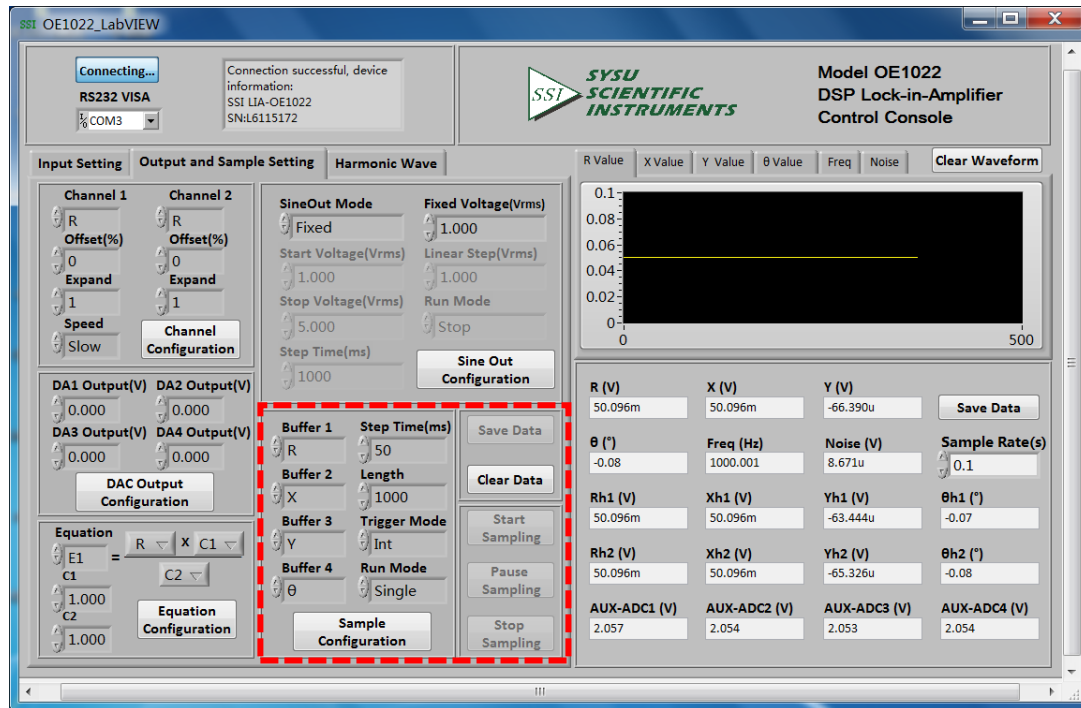 SSI OE1022_LabVIEW
Connecting...
RS232 VISA
COM3
Connection successful, device
information:
SSI LIA-OE1022
SN:L6115172
SSI
SYSU
SCIENTIFIC
INSTRUMENTS
Model OE1022
DSP Lock-in-Amplifier
Control Console
Input Setting Output and Sample Setting Harmonic Wave
Channel 1 Channel 2
R R
Offset(%) Offset(%)
0 0
Expand Expand
1 1
Speed
Slow
Channel
Configuration
SineOut Mode Fixed Voltage(Vrms)
Fixed 1.000
Start Voltage(Vrms) Linear Step(Vrms)
1.000 1.000
Stop Voltage(Vrms) Run Mode
5.000 Stop
Step Time(ms)
1000
Sine Out
Configuration
DA1 Output(V) DA2 Output(V)
0.000 0.000
DA3 Output(V) DA4 Output(V)
0.000 0.000
DAC Output
Configuration
Equation
E1 = R X C1
C2
C1
1.000
C2
1.000
Equation
Configuration
Buffer 1 Step Time(ms)
R 50
Buffer 2 Length
X 1000
Buffer 3 Trigger Mode
Y Int
Buffer 4 Run Mode
θ Single
Sample
Configuration
Save Data
Clear Data
Start
Sampling
Pause
Sampling
Stop
Sampling
R Value X Value Y Value θ Value Freq Noise Clear Waveform
0.1
0.08
0.06
0.04
0.02
0
0 500
R (V) X (V) Y (V)
50.096m 50.096m -66.390u Save Data
θ (°) Freq (Hz) Noise (V) Sample Rate(s)
-0.08 1000.001 8.671u 0.1
Rh1 (V) Xh1 (V) Yh1 (V) θh1 (°)
50.096m 50.096m -63.444u -0.07
Rh2 (V) Xh2 (V) Yh2 (V) θh2 (°)
50.096m 50.096m -65.326u -0.08
AUX-ADC1 (V) AUX-ADC2 (V) AUX-ADC3 (V) AUX-ADC4 (V)
2.057 2.054 2.053 2.054